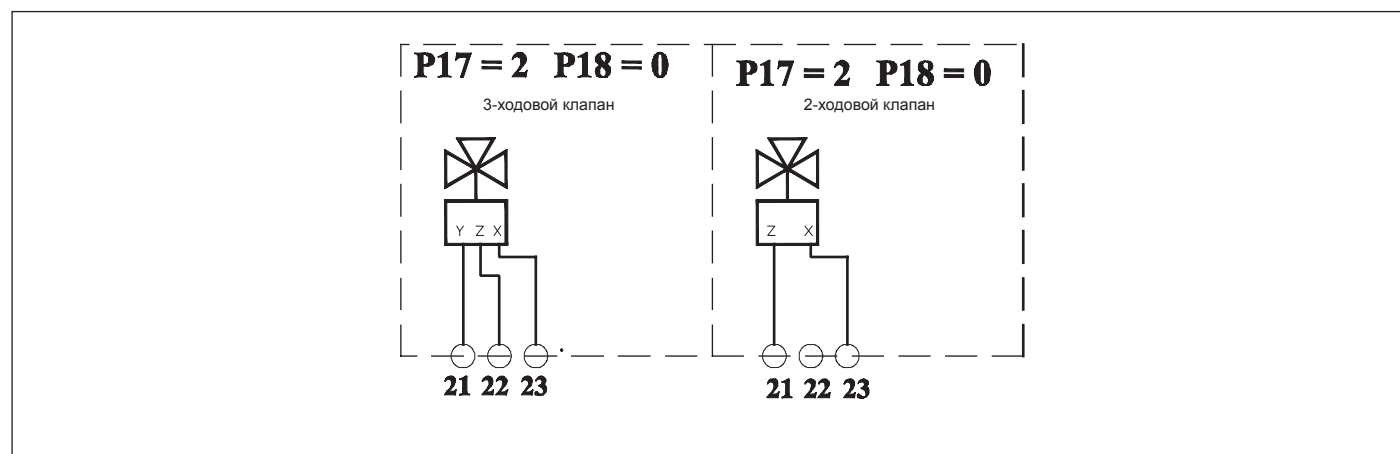 P17 = 2 P18 = 0
3-ходовой клапан
Y Z X
21 22 23
P17 = 2 P18 = 0
2-ходовой клапан
Z X
21 22 23